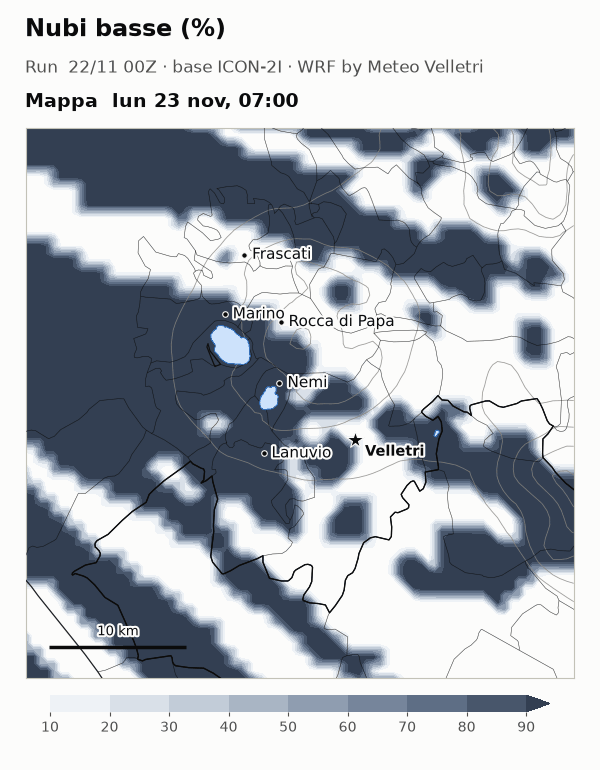 Nubi basse (%)
Run 22/11 00Z · base ICON-2I · WRF by Meteo Velletri
Mappa lun 23 nov, 07:00
Frascati
Marino
Rocca di Papa
Nemi
Velletri
Lanuvio
10 km
10 20 30 40 50 60 70 80 90